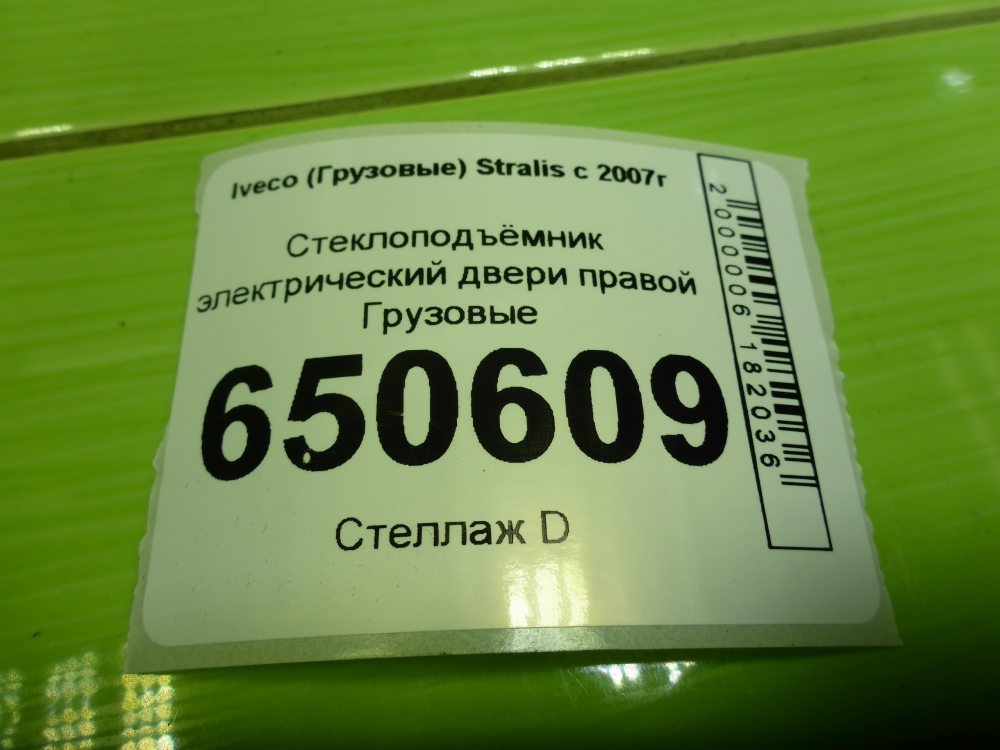 Iveco (Грузовые) Stralis с 2007г
Стеклоподъёмник
электрический двери правой
Грузовые
650609
Стеллаж D
2000006182036